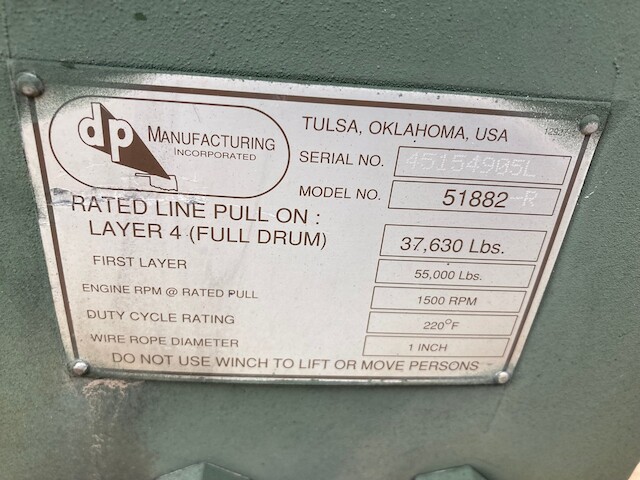 dp MANUFACTURING
INCORPORATED
TULSA, OKLAHOMA, USA
SERIAL NO. 45154905L
MODEL NO. 51882-R
RATED LINE PULL ON :
LAYER 4 (FULL DRUM) 37,630 Lbs.
FIRST LAYER 55,000 Lbs.
ENGINE RPM @ RATED PULL 1500 RPM
DUTY CYCLE RATING 220°F
WIRE ROPE DIAMETER 1 INCH
DO NOT USE WINCH TO LIFT OR MOVE PERSONS